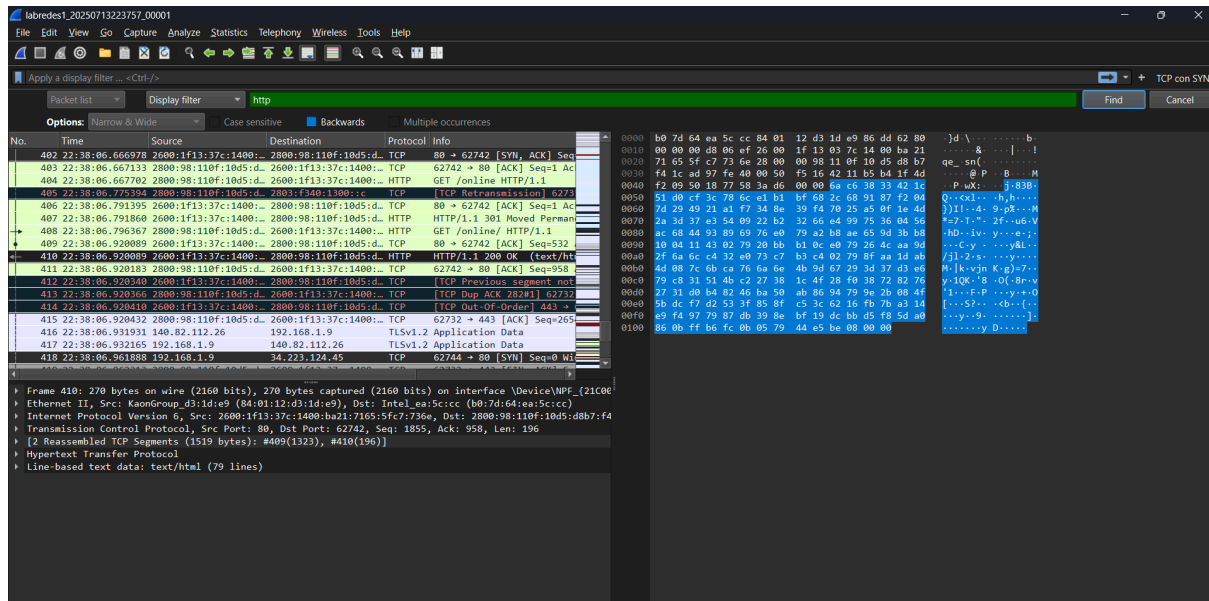 labredes1_20250713223757_00001
File Edit View Go Capture Analyze Statistics Telephony Wireless Tools Help
Apply a display filter ... <Ctrl-/>
+ TCP con SYN
Packet list Display filter http Find Cancel
Options: Narrow & Wide Case sensitive Backwards Multiple occurrences
No. Time Source Destination Protocol Info
402 22:38:06.666978 2600:1f13:37c:1400:… 2800:98:110f:10d5:d… TCP 80 → 62742 [SYN, ACK] Seq
403 22:38:06.667133 2800:98:110f:10d5:d… 2600:1f13:37c:1400:… TCP 62742 → 80 [ACK] Seq=1 Ac
404 22:38:06.667702 2800:98:110f:10d5:d… 2600:1f13:37c:1400:… HTTP GET /online HTTP/1.1
405 22:38:06.775394 2800:98:110f:10d5:d… 2803:f340:1300::c TCP [TCP Retransmission] 6273
406 22:38:06.791395 2600:1f13:37c:1400:… 2800:98:110f:10d5:d… TCP 80 → 62742 [ACK] Seq=1 Ac
407 22:38:06.791860 2600:1f13:37c:1400:… 2800:98:110f:10d5:d… HTTP HTTP/1.1 301 Moved Perman
408 22:38:06.796367 2800:98:110f:10d5:d… 2600:1f13:37c:1400:… HTTP GET /online/ HTTP/1.1
409 22:38:06.920089 2600:1f13:37c:1400:… 2800:98:110f:10d5:d… TCP 80 → 62742 [ACK] Seq=532
410 22:38:06.920089 2600:1f13:37c:1400:… 2800:98:110f:10d5:d… HTTP HTTP/1.1 200 OK (text/ht
411 22:38:06.920183 2800:98:110f:10d5:d… 2600:1f13:37c:1400:… TCP 62742 → 80 [ACK] Seq=958
412 22:38:06.920340 2600:1f13:37c:1400:… 2800:98:110f:10d5:d… TCP [TCP Previous segment not
413 22:38:06.920366 2800:98:110f:10d5:d… 2600:1f13:37c:1400:… TCP [TCP Dup ACK 282#1] 62732
414 22:38:06.920410 2600:1f13:37c:1400:… 2800:98:110f:10d5:d… TCP [TCP Out-Of-Order] 443 →
415 22:38:06.920432 2800:98:110f:10d5:d… 2600:1f13:37c:1400:… TCP 62732 → 443 [ACK] Seq=265
416 22:38:06.931931 140.82.112.26 192.168.1.9 TLSv1.2 Application Data
417 22:38:06.932165 192.168.1.9 140.82.112.26 TLSv1.2 Application Data
418 22:38:06.961888 192.168.1.9 34.223.124.45 TCP 62744 → 80 [SYN] Seq=0 Wi
Frame 410: 270 bytes on wire (2160 bits), 270 bytes captured (2160 bits) on interface \Device\NPF_{21C00
Ethernet II, Src: KaonGroup_d3:1d:e9 (84:01:12:d3:1d:e9), Dst: Intel_ea:5c:cc (b0:7d:64:ea:5c:cc)
Internet Protocol Version 6, Src: 2600:1f13:37c:1400:ba21:7165:5fc7:736e, Dst: 2800:98:110f:10d5:d8b7:f4
Transmission Control Protocol, Src Port: 80, Dst Port: 62742, Seq: 1855, Ack: 958, Len: 196
[2 Reassembled TCP Segments (1519 bytes): #409(1323), #410(196)]
Hypertext Transfer Protocol
Line-based text data: text/html (79 lines)
0000 b0 7d 64 ea 5c cc 84 01 12 d3 1d e9 86 dd 62 80
0010 00 00 00 d8 06 ef 26 00 1f 13 03 7c 14 00 ba 21
0020 71 65 5f c7 73 6e 28 00 00 98 11 0f 10 d5 d8 b7
0030 f4 1c ad 97 fe 40 00 50 f5 16 42 11 b5 b4 1f 4d
0040 f2 09 50 18 77 58 3a d6 00 00 6a c6 38 33 42 1c
0050 51 d0 cf 3c 78 6c e1 b1 bf 68 2c 68 91 87 f2 04
0060 7d 29 49 21 a1 f7 34 8e 39 f4 70 25 a5 0f 1e 4d
0070 2a 3d 37 e3 54 09 22 b2 32 66 e4 99 75 36 04 56
0080 ac 68 44 93 89 69 76 e0 79 a2 b8 ae 65 9d 3b b8
0090 10 04 11 43 02 79 20 bb b1 0c e0 79 26 4c aa 9d
00a0 2f 6a 6c c4 32 e0 73 c7 b3 c4 02 79 8f aa 1d ab
00b0 4d 08 7c 6b ca 76 6a 6e 4b 9d 67 29 3d 37 d3 e6
00c0 79 c8 31 51 4b c2 27 38 1c 4f 28 f0 38 72 82 76
00d0 27 31 d0 b4 82 46 ba 50 ab 86 94 79 9e 2b 08 4f
00e0 5b dc f7 d2 53 3f 85 8f c5 3c 62 16 fb 7b a3 14
00f0 e9 f4 97 79 87 db 39 8e bf 19 dc bb d5 f8 5d a0
0100 86 0b ff b6 fc 0b 05 79 44 e5 be 08 00 00